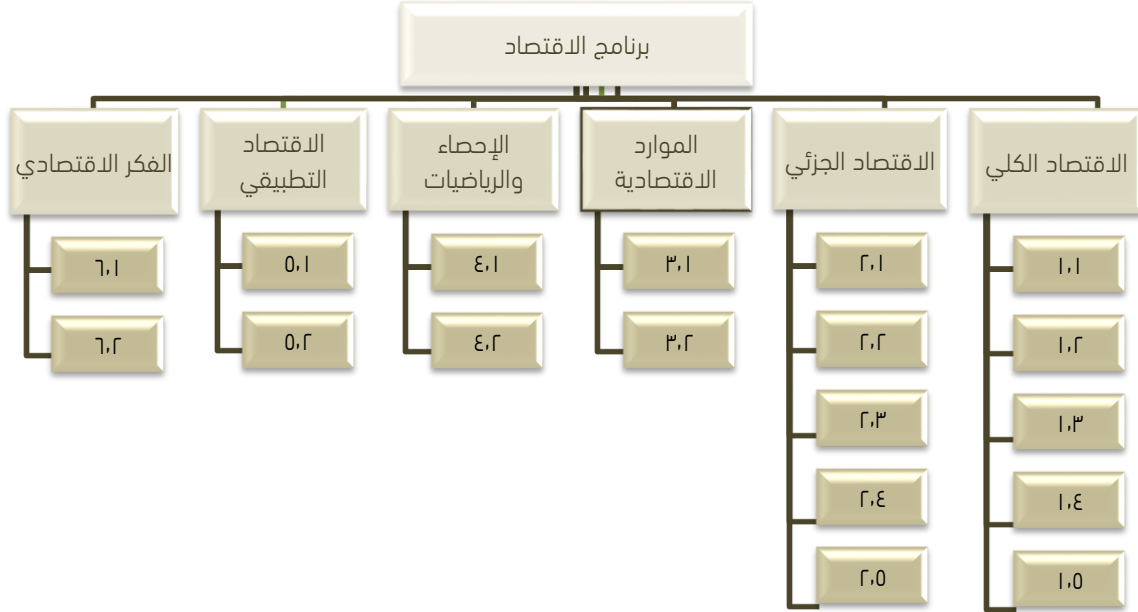 برنامج الاقتصاد
الاقتصاد الكلي
١,١
١,٢
١,٣
١,٤
١,٥
الاقتصاد الجزئي
٢,١
٢,٢
٢,٣
٢,٤
٢,٥
الموارد
الاقتصادية
٣,١
٣,٢
الإحصاء
والرياضيات
٤,١
٤,٢
الاقتصاد
التطبيقي
٥,١
٥,٢
الفكر الاقتصادي
٦,١
٦,٢